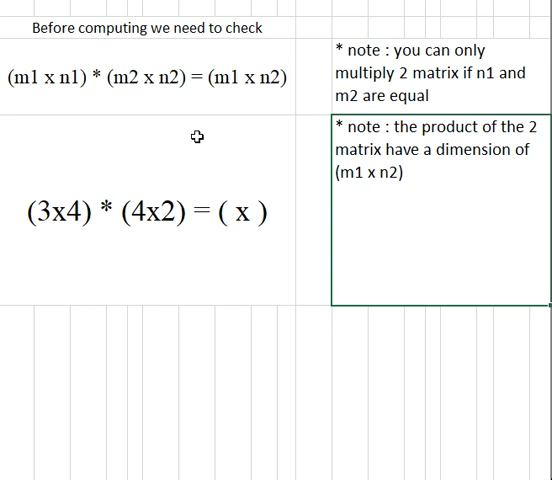 Before computing we need to check
(m1 x n1) * (m2 x n2) = (m1 x n2)
* note : you can only
multiply 2 matrix if n1 and
m2 are equal
* note : the product of the 2
matrix have a dimension of
(m1 x n2)
(3x4) * (4x2) = ( x )